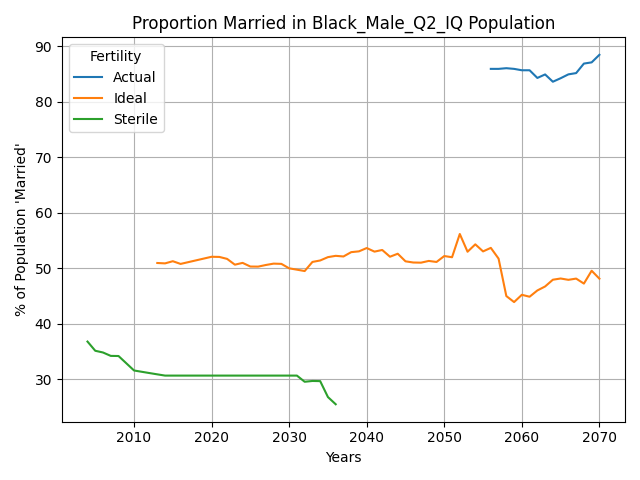 Proportion Married in Black_Male_Q2_IQ Population
% of Population 'Married'
90
80
70
60
50
40
30
Fertility
Actual
Ideal
Sterile
2010 2020 2030 2040 2050 2060 2070
Years